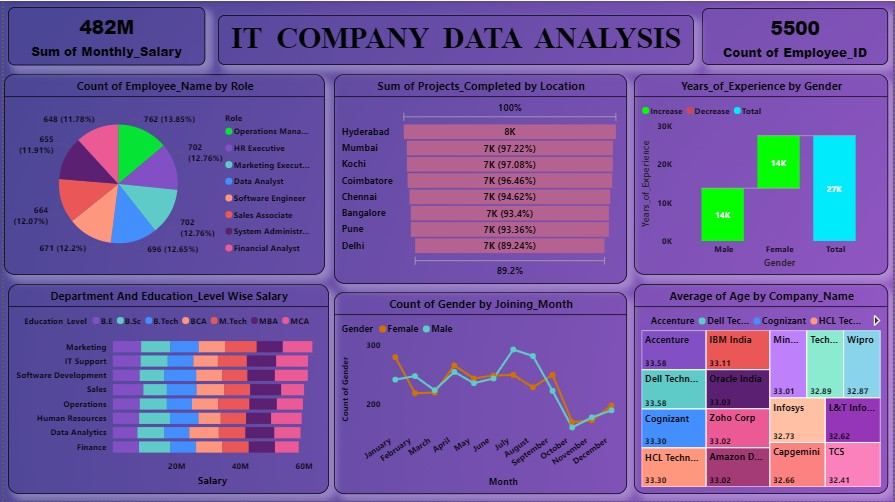 482M
Sum of Monthly_Salary
IT COMPANY DATA ANALYSIS
5500
Count of Employee_ID
Count of Employee_Name by Role
648 (11.78%)
762 (13.85%)
655
(11.91%)
702
(12.76%)
664
(12.07%)
702
(12.76%)
671 (12.2%)
696 (12.65%)
Role
Operations Mana...
HR Executive
Marketing Execut...
Data Analyst
Software Engineer
Sales Associate
System Administr...
Financial Analyst
Sum of Projects_Completed by Location
100%
Hyderabad 8K
Mumbai 7K (97.22%)
Kochi 7K (97.08%)
Coimbatore 7K (96.46%)
Chennai 7K (94.62%)
Bangalore 7K (93.4%)
Pune 7K (93.36%)
Delhi 7K (89.24%)
89.2%
Years_of_Experience by Gender
Increase Decrease Total
Years_of_Experience
30K
20K
10K
0K
14K
14K
27K
Male Female Total
Gender
Department And Education_Level Wise Salary
Education Level B.E B.Sc B.Tech BCA M.Tech MBA MCA
Marketing
IT Support
Software Development
Sales
Operations
Human Resources
Data Analytics
Finance
20M 40M 60M
Salary
Count of Gender by Joining_Month
Gender Female Male
Count of Gender
300
200
January February March April May June July August September October November December
Month
Average of Age by Company_Name
Accenture Dell Tec... Cognizant HCL Tec...
Accenture
33.58
Dell Techn...
33.58
Cognizant
33.30
HCL Techn...
33.30
IBM India
33.11
Oracle India
33.03
Zoho Corp
33.02
Amazon D...
33.02
Min...
33.01
Tech...
32.89
Wipro
32.87
Infosys
32.73
L&T Info...
32.62
Capgemini
32.66
TCS
32.41